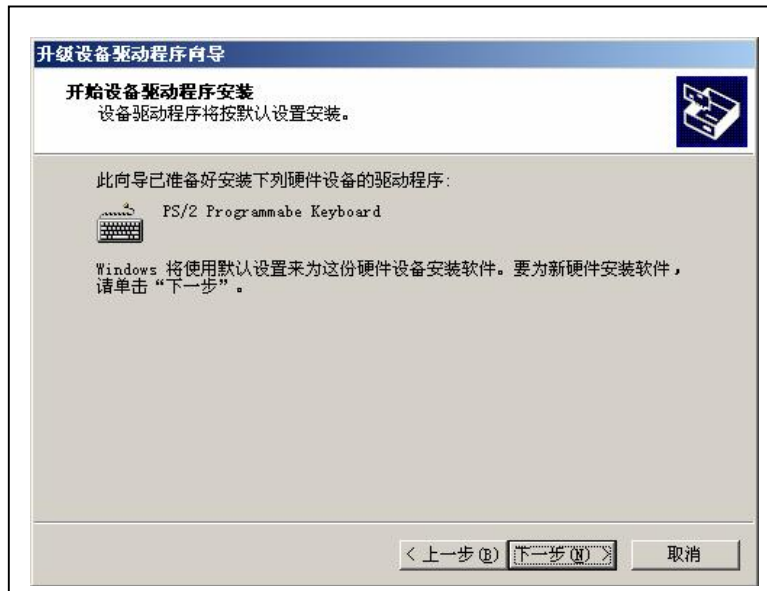 升级设备驱动程序向导
开始设备驱动程序安装
设备驱动程序将按默认设置安装。
此向导已准备好安装下列硬件设备的驱动程序:
PS/2 Programmabe Keyboard
Windows 将使用默认设置来为这份硬件设备安装软件。要为新硬件安装软件，
请单击“下一步”。
< 上一步(B) 下一步(N) > 取消